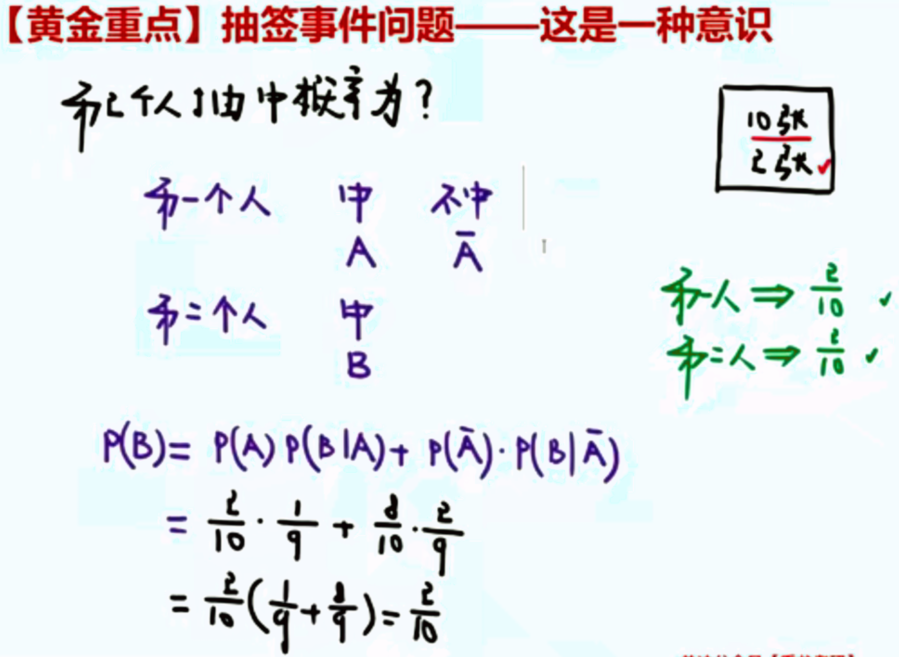 【黄金重点】抽签事件问题——这是一种意识
第2个人抽中概率为?
10张
2张✓
第一个人 中 不中
A Ā
第二个人 中
B
第一人 ⇒ 2/10 ✓
第二人 ⇒ 2/10 ✓
P(B)= P(A)P(B|A)+ P(Ā)·P(B|Ā)
= 2/10 · 1/9 + 8/10 · 2/9
= 2/10(1/9+8/9)=2/10